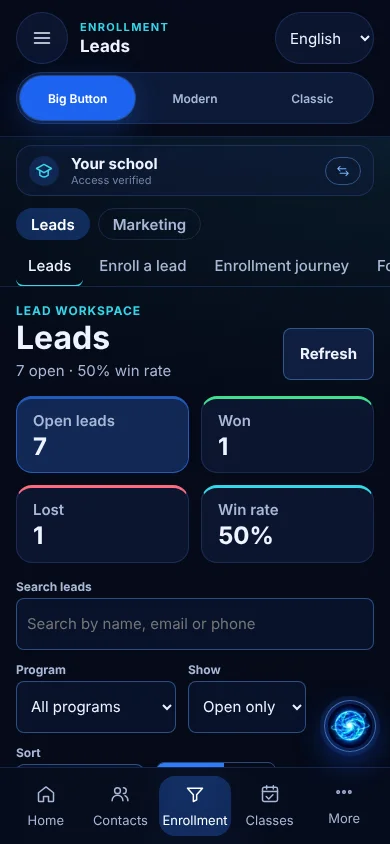 ENROLLMENT
Leads
English
Big Button
Modern
Classic
Your school
Access verified
Leads
Marketing
Leads
Enroll a lead
Enrollment journey
Fo
LEAD WORKSPACE
Leads
7 open · 50% win rate
Refresh
Open leads
7
Won
1
Lost
1
Win rate
50%
Search leads
Search by name, email or phone
Program
Show
All programs
Open only
Sort
Home
Contacts
Enrollment
Classes
More